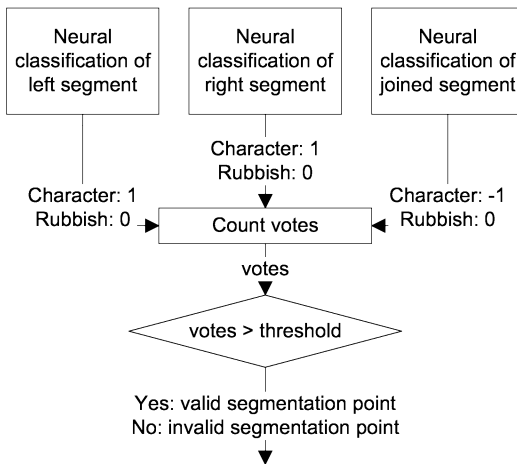 Neural
classification of
left segment
Neural
classification of
right segment
Neural
classification of
joined segment
Character: 1
Rubbish: 0
Character: 1
Rubbish: 0
Character: -1
Rubbish: 0
Count votes
votes
votes > threshold
Yes: valid segmentation point
No: invalid segmentation point